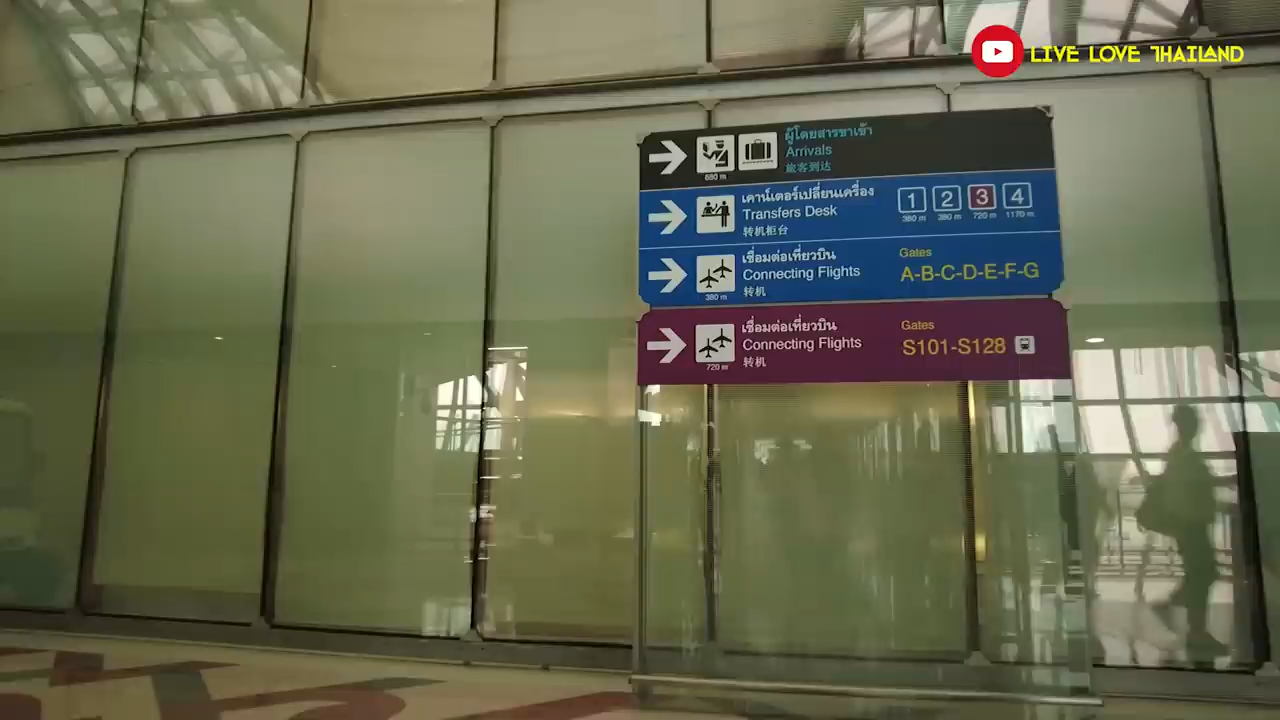 LIVE LOVE THAILAND
ผู้โดยสารขาเข้า
Arrivals
旅客到达
680 m
เคาน์เตอร์เปลี่ยนเครื่อง
Transfers Desk
转机柜台
1 2 3 4
380 m 380 m 720 m 1170 m
เชื่อมต่อเที่ยวบิน
Connecting Flights
转机
380 m
Gates
A-B-C-D-E-F-G
เชื่อมต่อเที่ยวบิน
Connecting Flights
转机
720 m
Gates
S101-S128